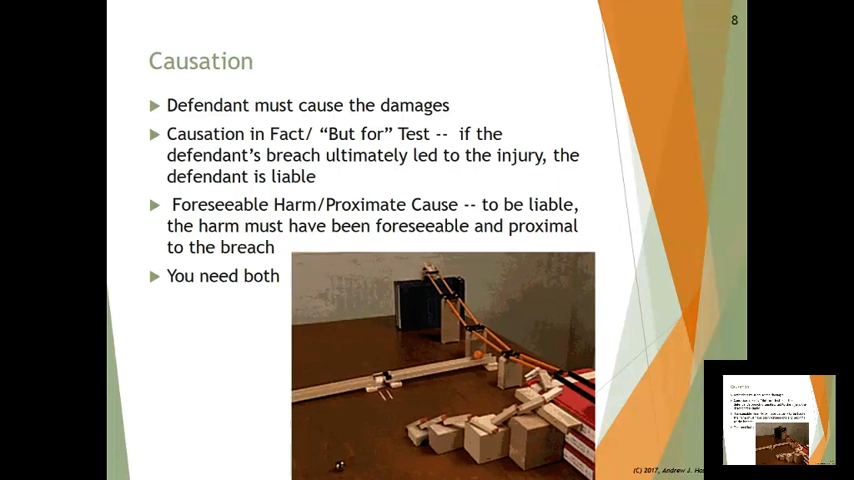 8
Causation
Defendant must cause the damages
Causation in Fact/ “But for” Test -- if the
defendant’s breach ultimately led to the injury, the
defendant is liable
Foreseeable Harm/Proximate Cause -- to be liable,
the harm must have been foreseeable and proximal
to the breach
You need both
(C) 2017, Andrew J.
Causation